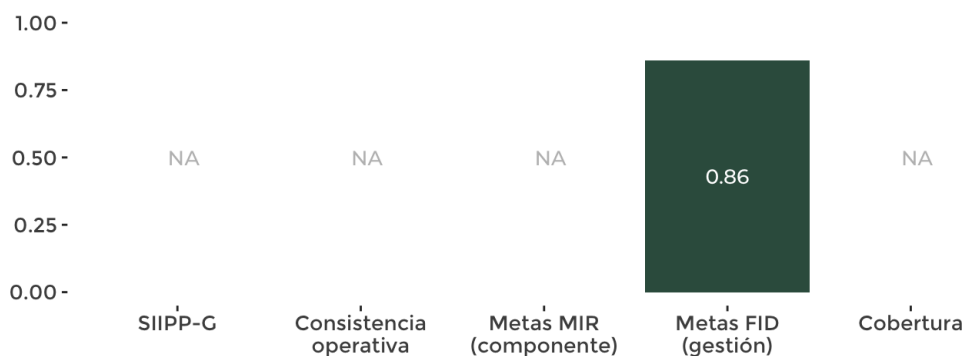 1.00
0.75
0.50
0.25
0.00
NA
NA
NA
0.86
NA
SIIPP-G
Consistencia
operativa
Metas MIR
(componente)
Metas FID
(gestión)
Cobertura